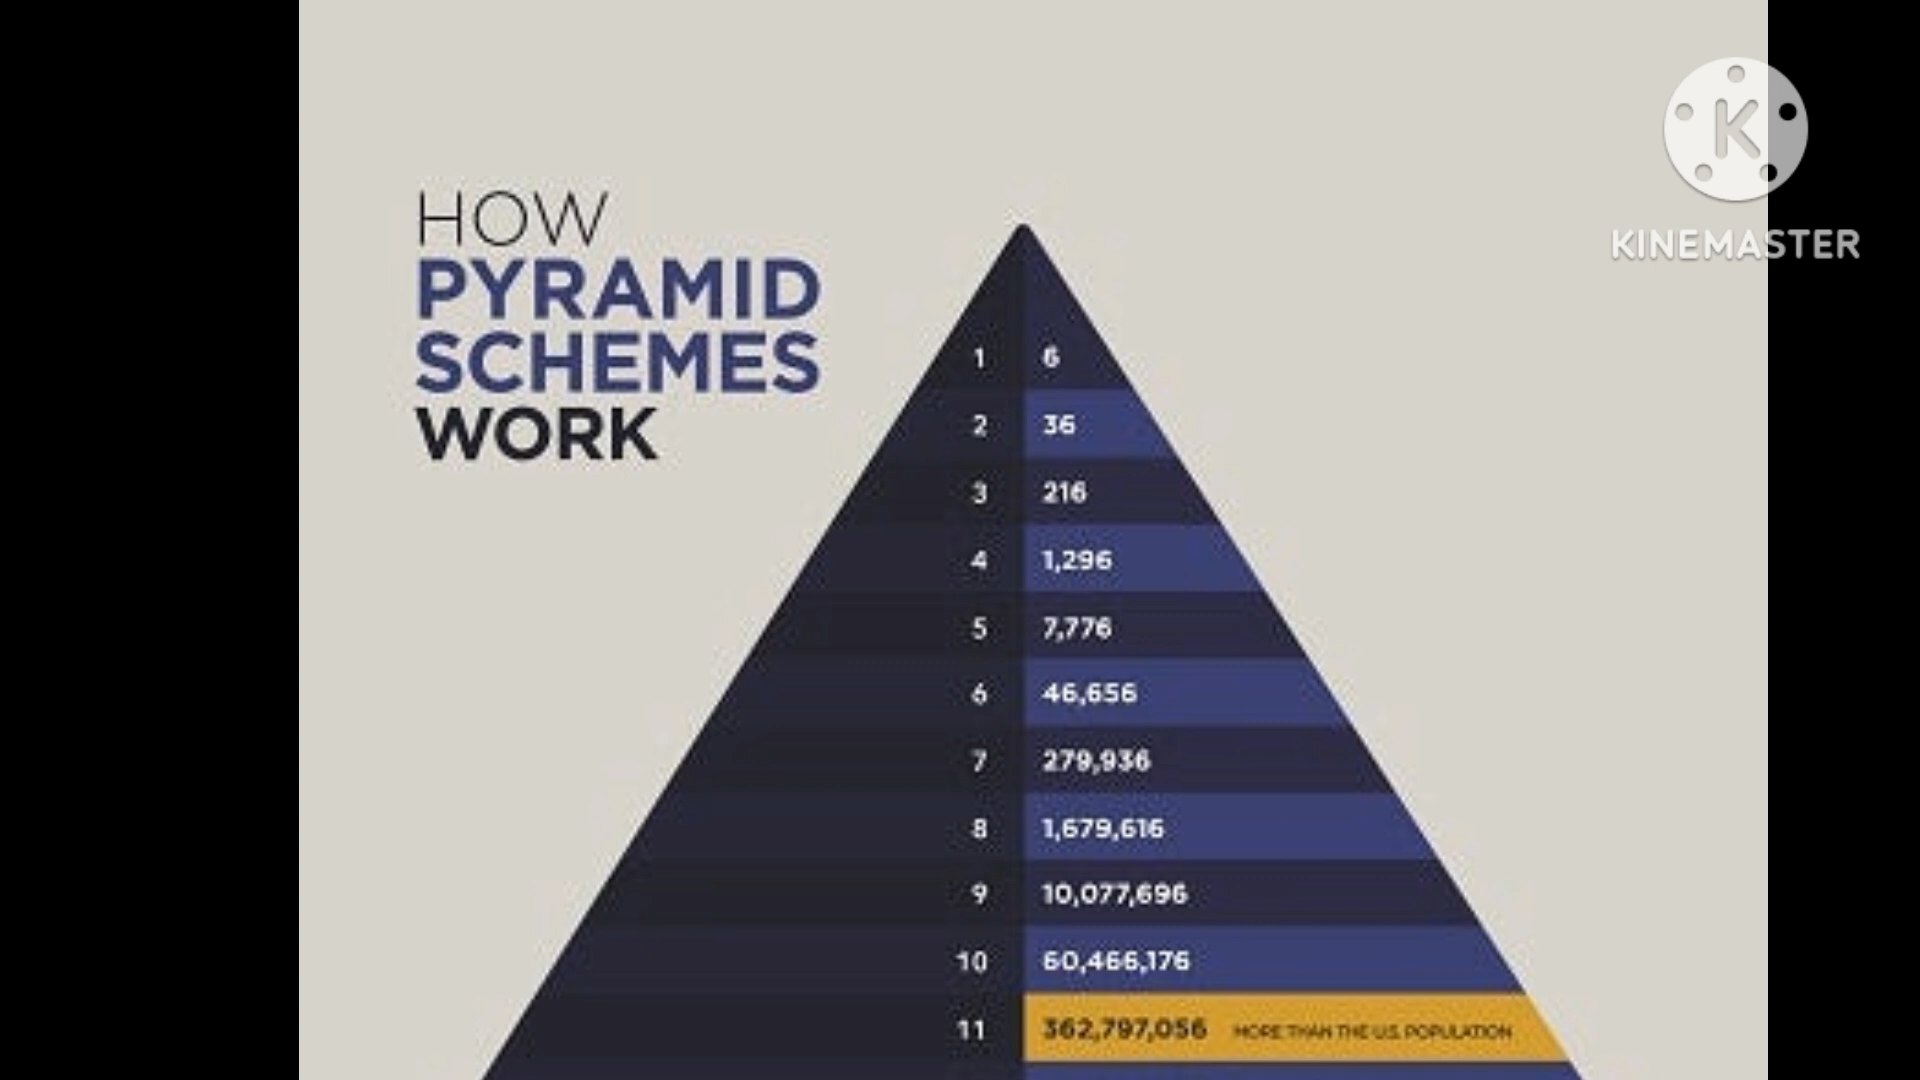 HOW
PYRAMID
SCHEMES
WORK
K
KINEMASTER
1 6
2 36
3 216
4 1,296
5 7,776
6 46,656
7 279,936
8 1,679,616
9 10,077,696
10 60,466,176
11 362,797,056 MORE THAN THE U.S. POPULATION